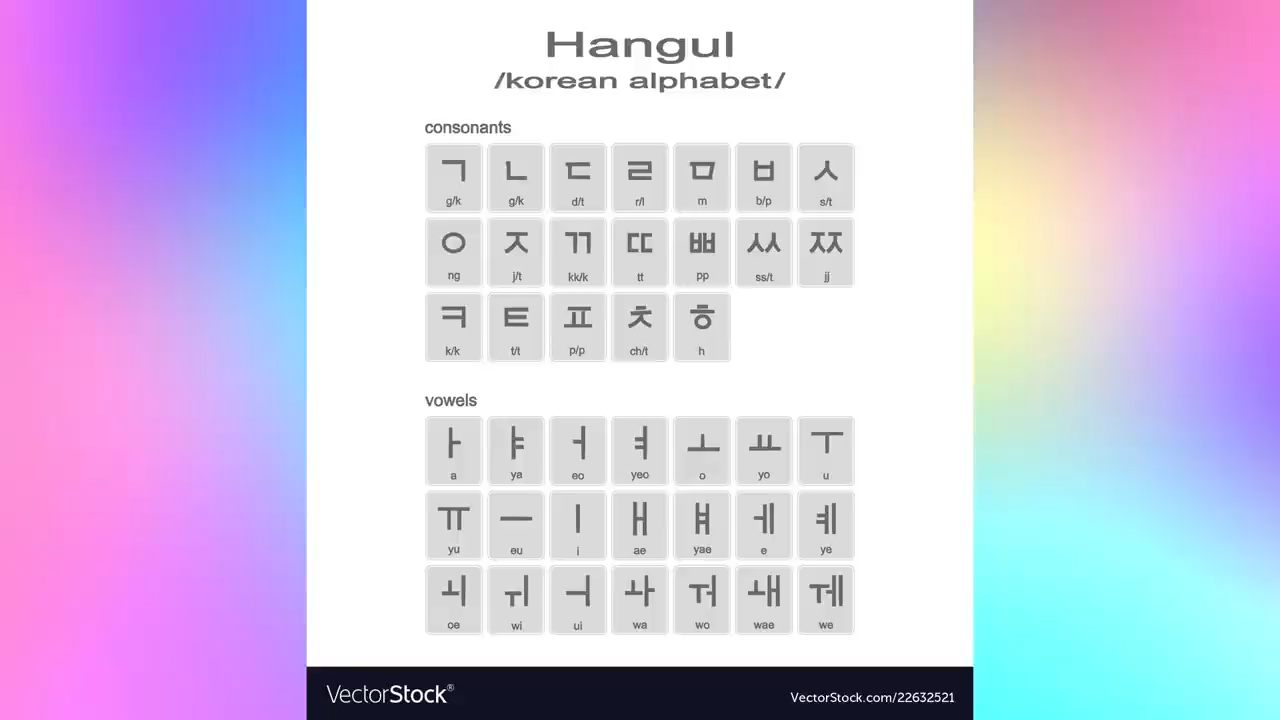 Hangul
/korean alphabet/
consonants
ㄱ ㄴ ㄷ ㄹ ㅁ ㅂ ㅅ
g/k g/k d/t r/l m b/p s/t
ㅇ ㅈ ㄲ ㄸ ㅃ ㅆ ㅉ
ng j/t kk/k tt pp ss/t jj
ㅋ ㅌ ㅍ ㅊ ㅎ
k/k t/t p/p ch/t h
vowels
ㅏ ㅑ ㅓ ㅕ ㅗ ㅛ ㅜ
a ya eo yeo o yo u
ㅠ ㅡ ㅣ ㅐ ㅒ ㅔ ㅖ
yu eu i ae yae e ye
ㅚ ㅟ ㅢ ㅘ ㅝ ㅙ ㅞ
oe wi ui wa wo wae we
VectorStock®
VectorStock.com/22632521